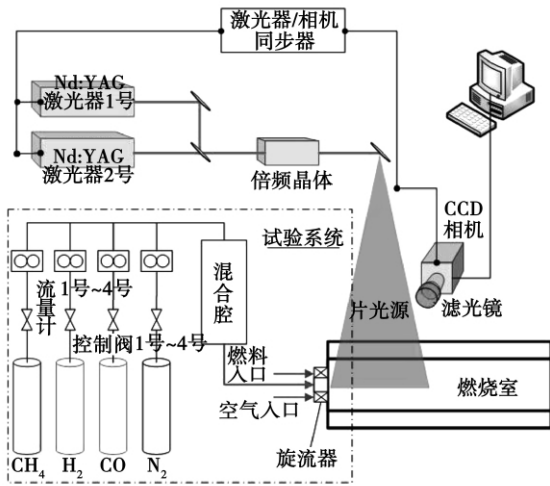 激光器/相机
同步器
Nd:YAG
激光器1号
Nd:YAG
激光器2号
倍频晶体
CCD
相机
滤光镜
试验系统
混
合
腔
片光源
流量计
1号~4号
控制阀1号~4号
燃料
入口
空气入口
燃烧室
旋流器
CH₄
H₂
CO
N₂